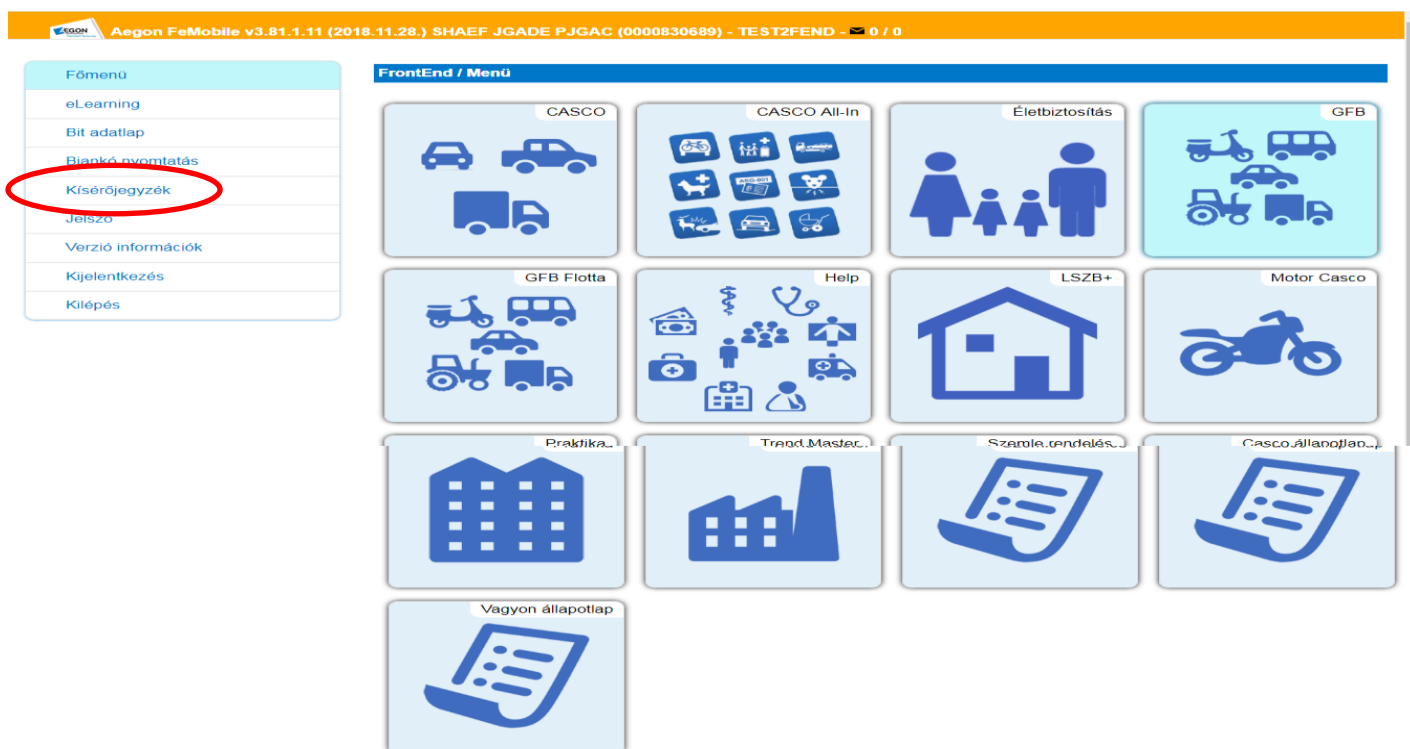 AEGON Aegon FeMobile v3.81.1.11 (2018.11.28.) SHAEF JGADE PJGAC (0000830689) - TEST2FEND - 0 / 0
Főmenü
eLearning
Bit adatlap
Biankó nyomtatás
Kísérőjegyzék
Jelszó
Verzió információk
Kijelentkezés
Kilépés
FrontEnd / Menü
CASCO
CASCO All-In
Életbiztosítás
GFB
GFB Flotta
Help
LSZB+
Motor Casco
Praktika
Trend Master
Szemle rendelés
Casco állapotlap
Vagyon állapotlap